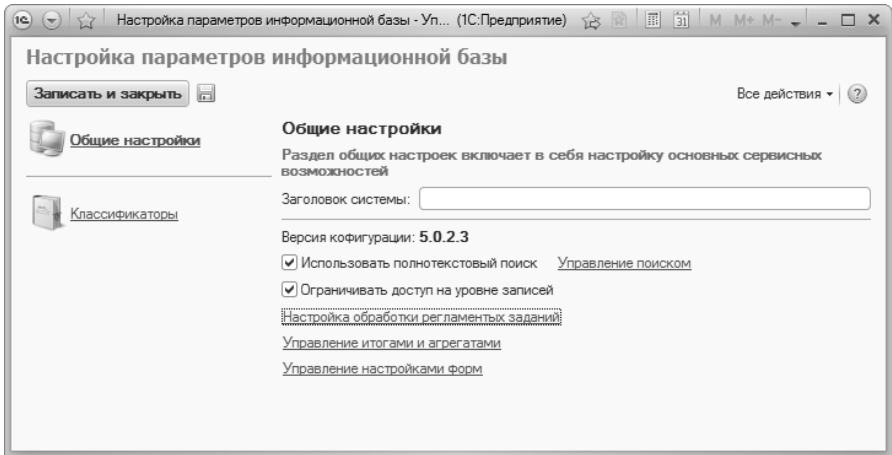 1С Настройка параметров информационной базы - Уп... (1С:Предприятие) 31 M M+ M-
Настройка параметров информационной базы
Записать и закрыть Все действия ?
Общие настройки
Классификаторы
Общие настройки
Раздел общих настроек включает в себя настройку основных сервисных
возможностей
Заголовок системы:
Версия кофигурации: 5.0.2.3
Использовать полнотекстовый поиск Управление поиском
Ограничивать доступ на уровне записей
Настройка обработки регламентых заданий
Управление итогами и агрегатами
Управление настройками форм